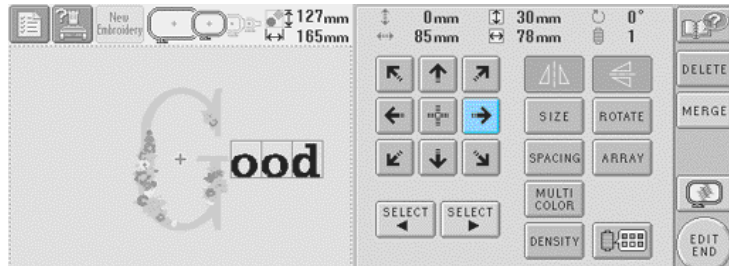 New
Embroidery
127mm
165mm
0mm
85mm
30mm
78mm
0°
1
DELETE
SIZE
ROTATE
MERGE
G
ood
SPACING
ARRAY
MULTI
COLOR
SELECT
SELECT
DENSITY
EDIT
END